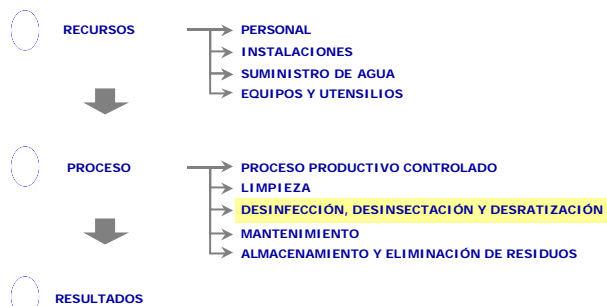 RECURSOS
PERSONAL
INSTALACIONES
SUMINISTRO DE AGUA
EQUIPOS Y UTENSILIOS
PROCESO
PROCESO PRODUCTIVO CONTROLADO
LIMPIEZA
DESINFECCIÓN, DESINSECTACIÓN Y DESRATIZACIÓN
MANTENIMIENTO
ALMACENAMIENTO Y ELIMINACIÓN DE RESIDUOS
RESULTADOS